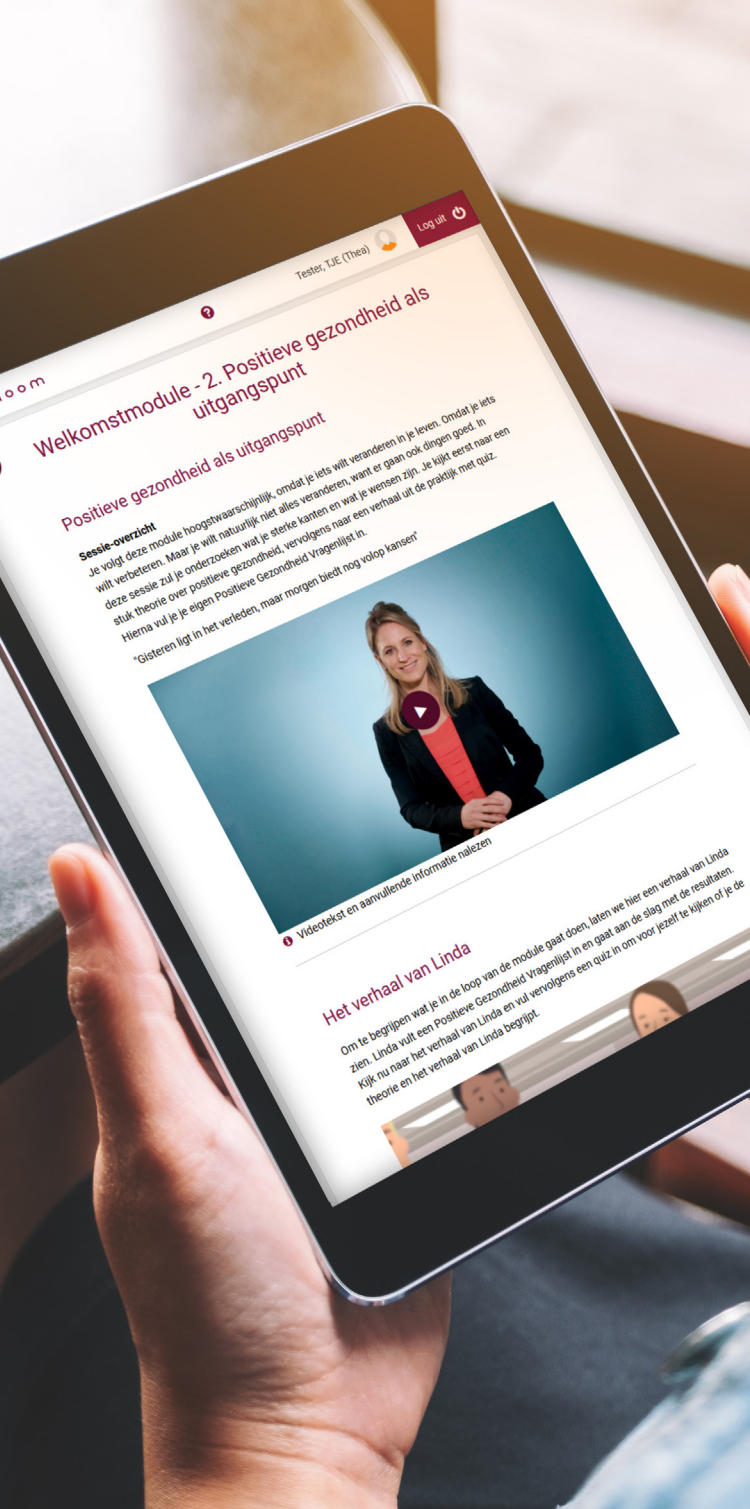 Tester, TJE (Thea)
Log uit
?
Welkomstmodule - 2. Positieve gezondheid als
uitgangspunt
Positieve gezondheid als uitgangspunt
Sessie-overzicht
Je volgt deze module hoogstwaarschijnlijk, omdat je iets wilt veranderen in je leven. Omdat je iets
wilt verbeteren. Maar je wilt natuurlijk niet alles veranderen, want er gaan ook dingen goed. In
deze sessie zul je onderzoeken wat je sterke kanten en wat je wensen zijn. Je kijkt eerst naar een
stuk theorie over positieve gezondheid, vervolgens naar een verhaal uit de praktijk met quiz.
Hierna vul je je eigen Positieve Gezondheid Vragenlijst in.
"Gisteren ligt in het verleden, maar morgen biedt nog volop kansen"
Videotekst en aanvullende informatie nalezen
Het verhaal van Linda
Om te begrijpen wat je in de loop van de module gaat doen, laten we hier een verhaal van Linda
zien. Linda vult een Positieve Gezondheid Vragenlijst in en gaat aan de slag met de resultaten.
Kijk nu naar het verhaal van Linda en vul vervolgens een quiz in om voor jezelf te kijken of je de
theorie en het verhaal van Linda begrijpt.